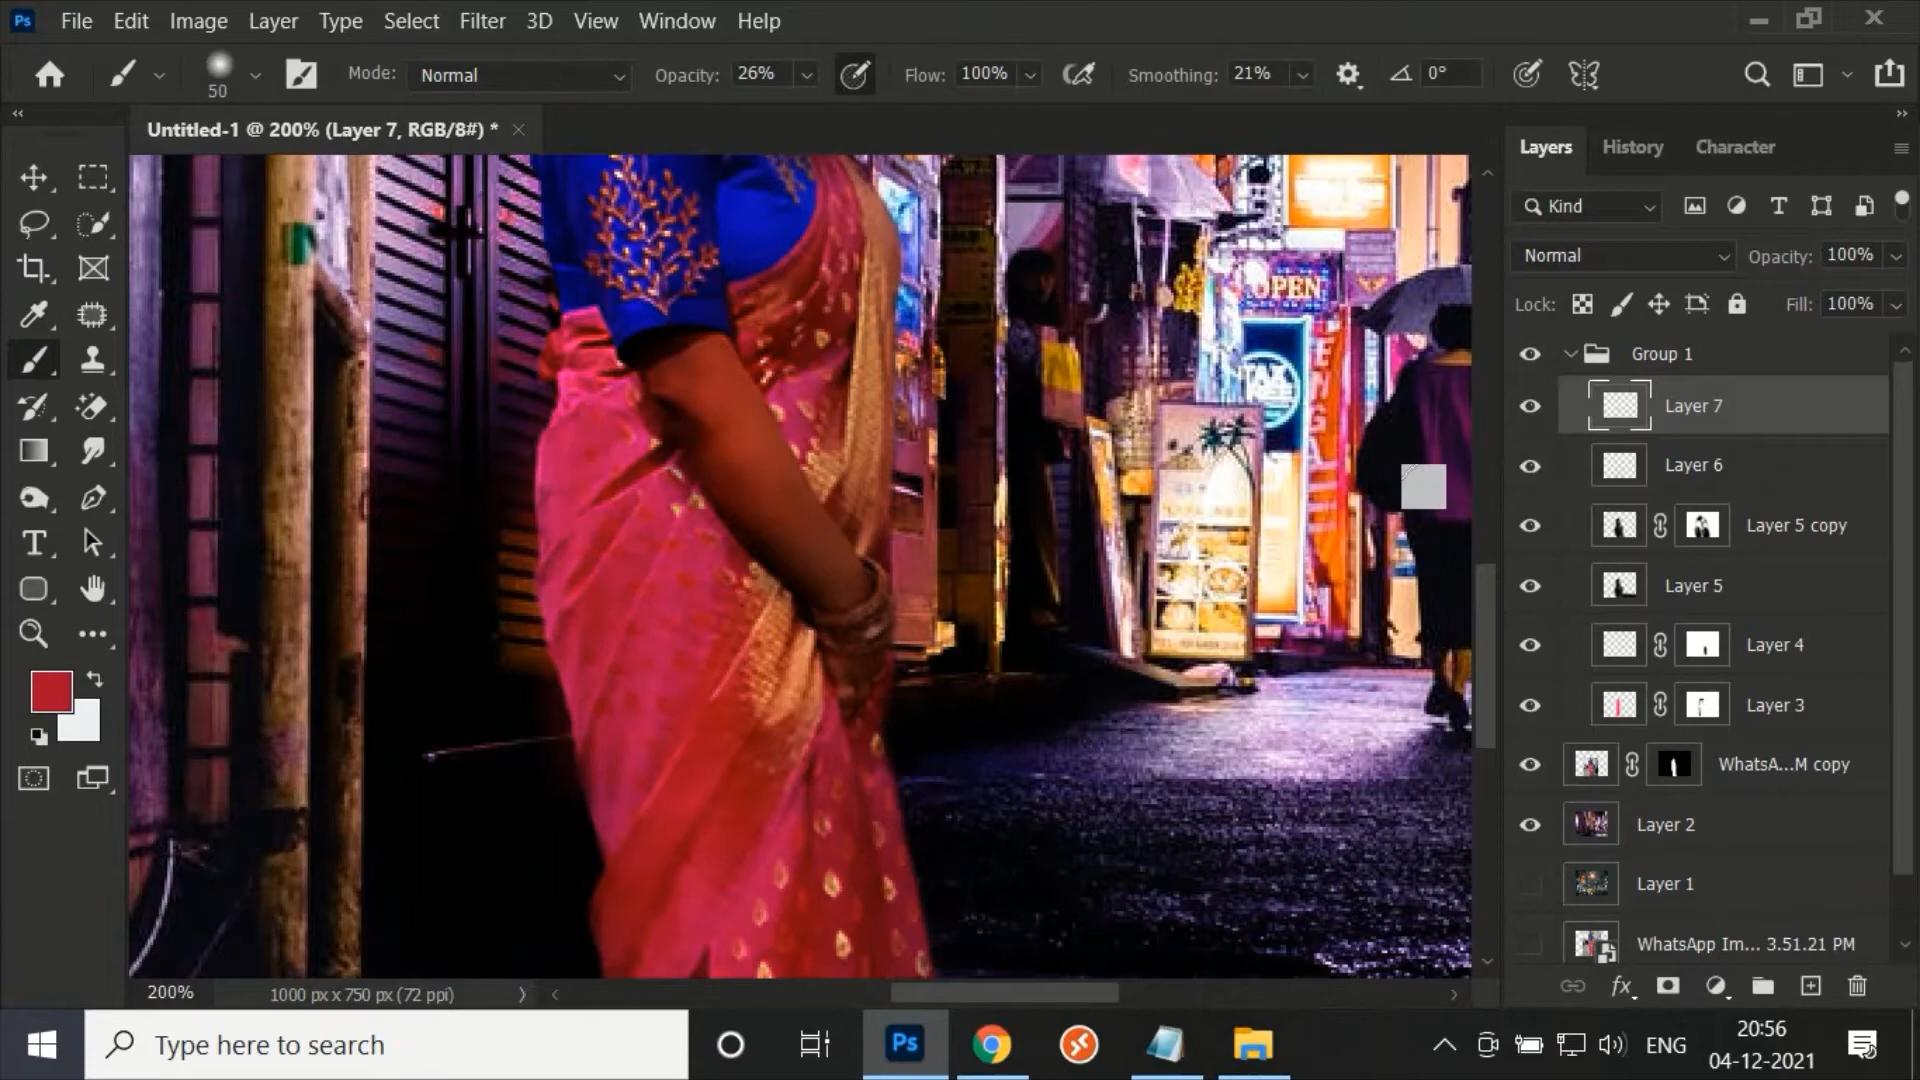 Ps File Edit Image Layer Type Select Filter 3D View Window Help
50 Mode: Normal Opacity: 26% Flow: 100% Smoothing: 21% 0°
Untitled-1 @ 200% (Layer 7, RGB/8#) *
Layers History Character
Kind
Normal Opacity: 100%
Lock: Fill: 100%
Group 1
Layer 7
Layer 6
Layer 5 copy
Layer 5
Layer 4
Layer 3
WhatsA...M copy
Layer 2
Layer 1
WhatsApp Im... 3.51.21 PM
OPEN
TAX
FREE
200% 1000 px x 750 px (72 ppi)
fx
Type here to search
Ps
ENG
20:56
04-12-2021